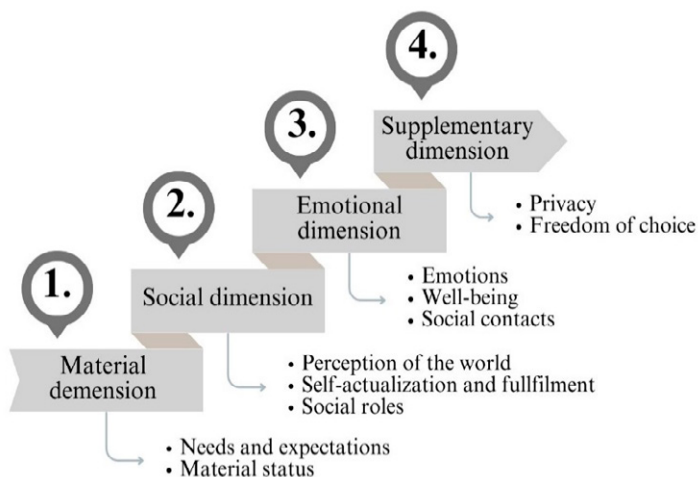 1.
Material
demension
• Needs and expectations
• Material status
2.
Social dimension
• Perception of the world
• Self-actualization and fullfilment
• Social roles
3.
Emotional
dimension
• Emotions
• Well-being
• Social contacts
4.
Supplementary
dimension
• Privacy
• Freedom of choice